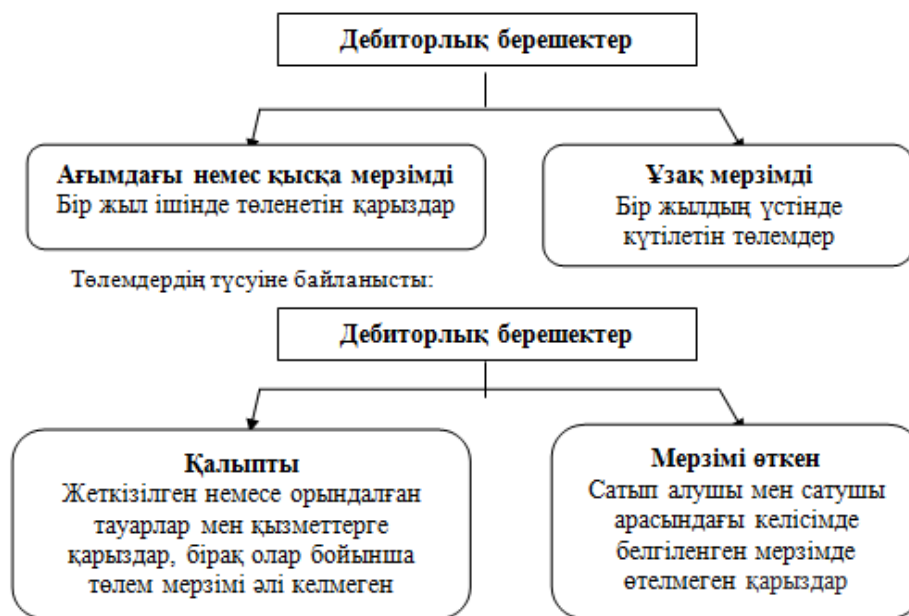 Дебиторлық берешектер
Ағымдағы немес қысқа мерзімді
Бір жыл ішінде төленетін қарыздар
Ұзақ мерзімді
Бір жылдың үстінде
күтілетін төлемдер
Төлемдердің түсуіне байланысты:
Дебиторлық берешектер
Қалыпты
Жеткізілген немесе орындалған
тауарлар мен қызметтерге
қарыздар, бірақ олар бойынша
төлем мерзімі әлі келмеген
Мерзімі өткен
Сатып алушы мен сатушы
арасындағы келісімде
белгіленген мерзімде
өтелмеген қарыздар